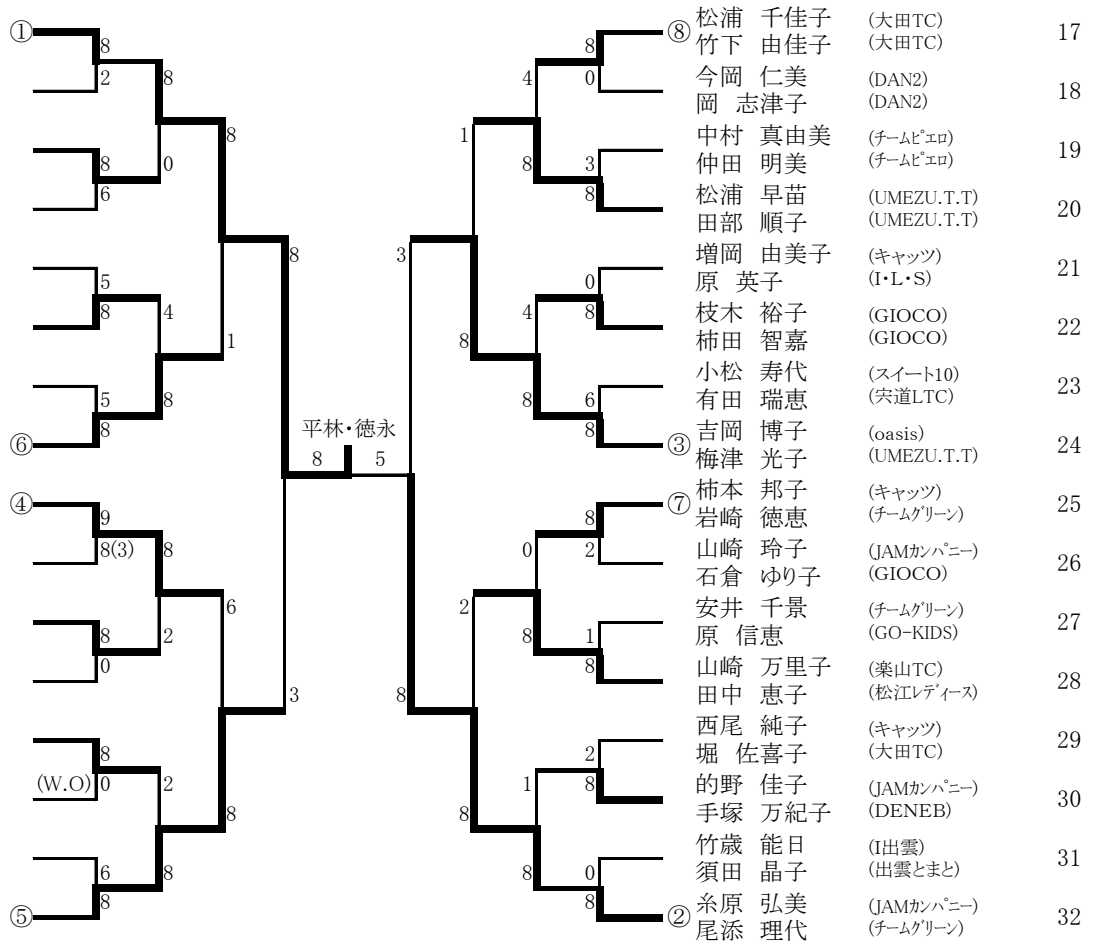 ①
8
2
8
8
6
0
8
5
8
4
5
8
8
1
⑥
8
④
9
8(3)
8
8
0
2
6
8
(W.O) 0
2
6
8
8
8
⑤
3
平林・徳永
8 5
3
1
8
4
8
8
0
3
8
4
8
0
8
6
8
2
8
0
8
8
2
1
8
1
8
2
8
0
8
⑧ 松浦 千佳子 (大田TC) 17
竹下 由佳子 (大田TC)
今岡 仁美 (DAN2) 18
岡 志津子 (DAN2)
中村 真由美 (チームピエロ) 19
仲田 明美 (チームピエロ)
松浦 早苗 (UMEZU.T.T) 20
田部 順子 (UMEZU.T.T)
増岡 由美子 (キャッツ) 21
原 英子 (I・L・S)
枝木 裕子 (GIOCO) 22
柿田 智嘉 (GIOCO)
小松 寿代 (スイート10) 23
有田 瑞恵 (宍道LTC)
③ 吉岡 博子 (oasis) 24
梅津 光子 (UMEZU.T.T)
⑦ 柿本 邦子 (キャッツ) 25
岩崎 徳恵 (チームグリーン)
山崎 玲子 (JAMカンパニー) 26
石倉 ゆり子 (GIOCO)
安井 千景 (チームグリーン) 27
原 信恵 (GO-KIDS)
山崎 万里子 (楽山TC) 28
田中 恵子 (松江レディース)
西尾 純子 (キャッツ) 29
堀 佐喜子 (大田TC)
的野 佳子 (JAMカンパニー) 30
手塚 万紀子 (DENEB)
竹歳 能日 (I出雲) 31
須田 晶子 (出雲とまと)
② 糸原 弘美 (JAMカンパニー) 32
尾添 理代 (チームグリーン)